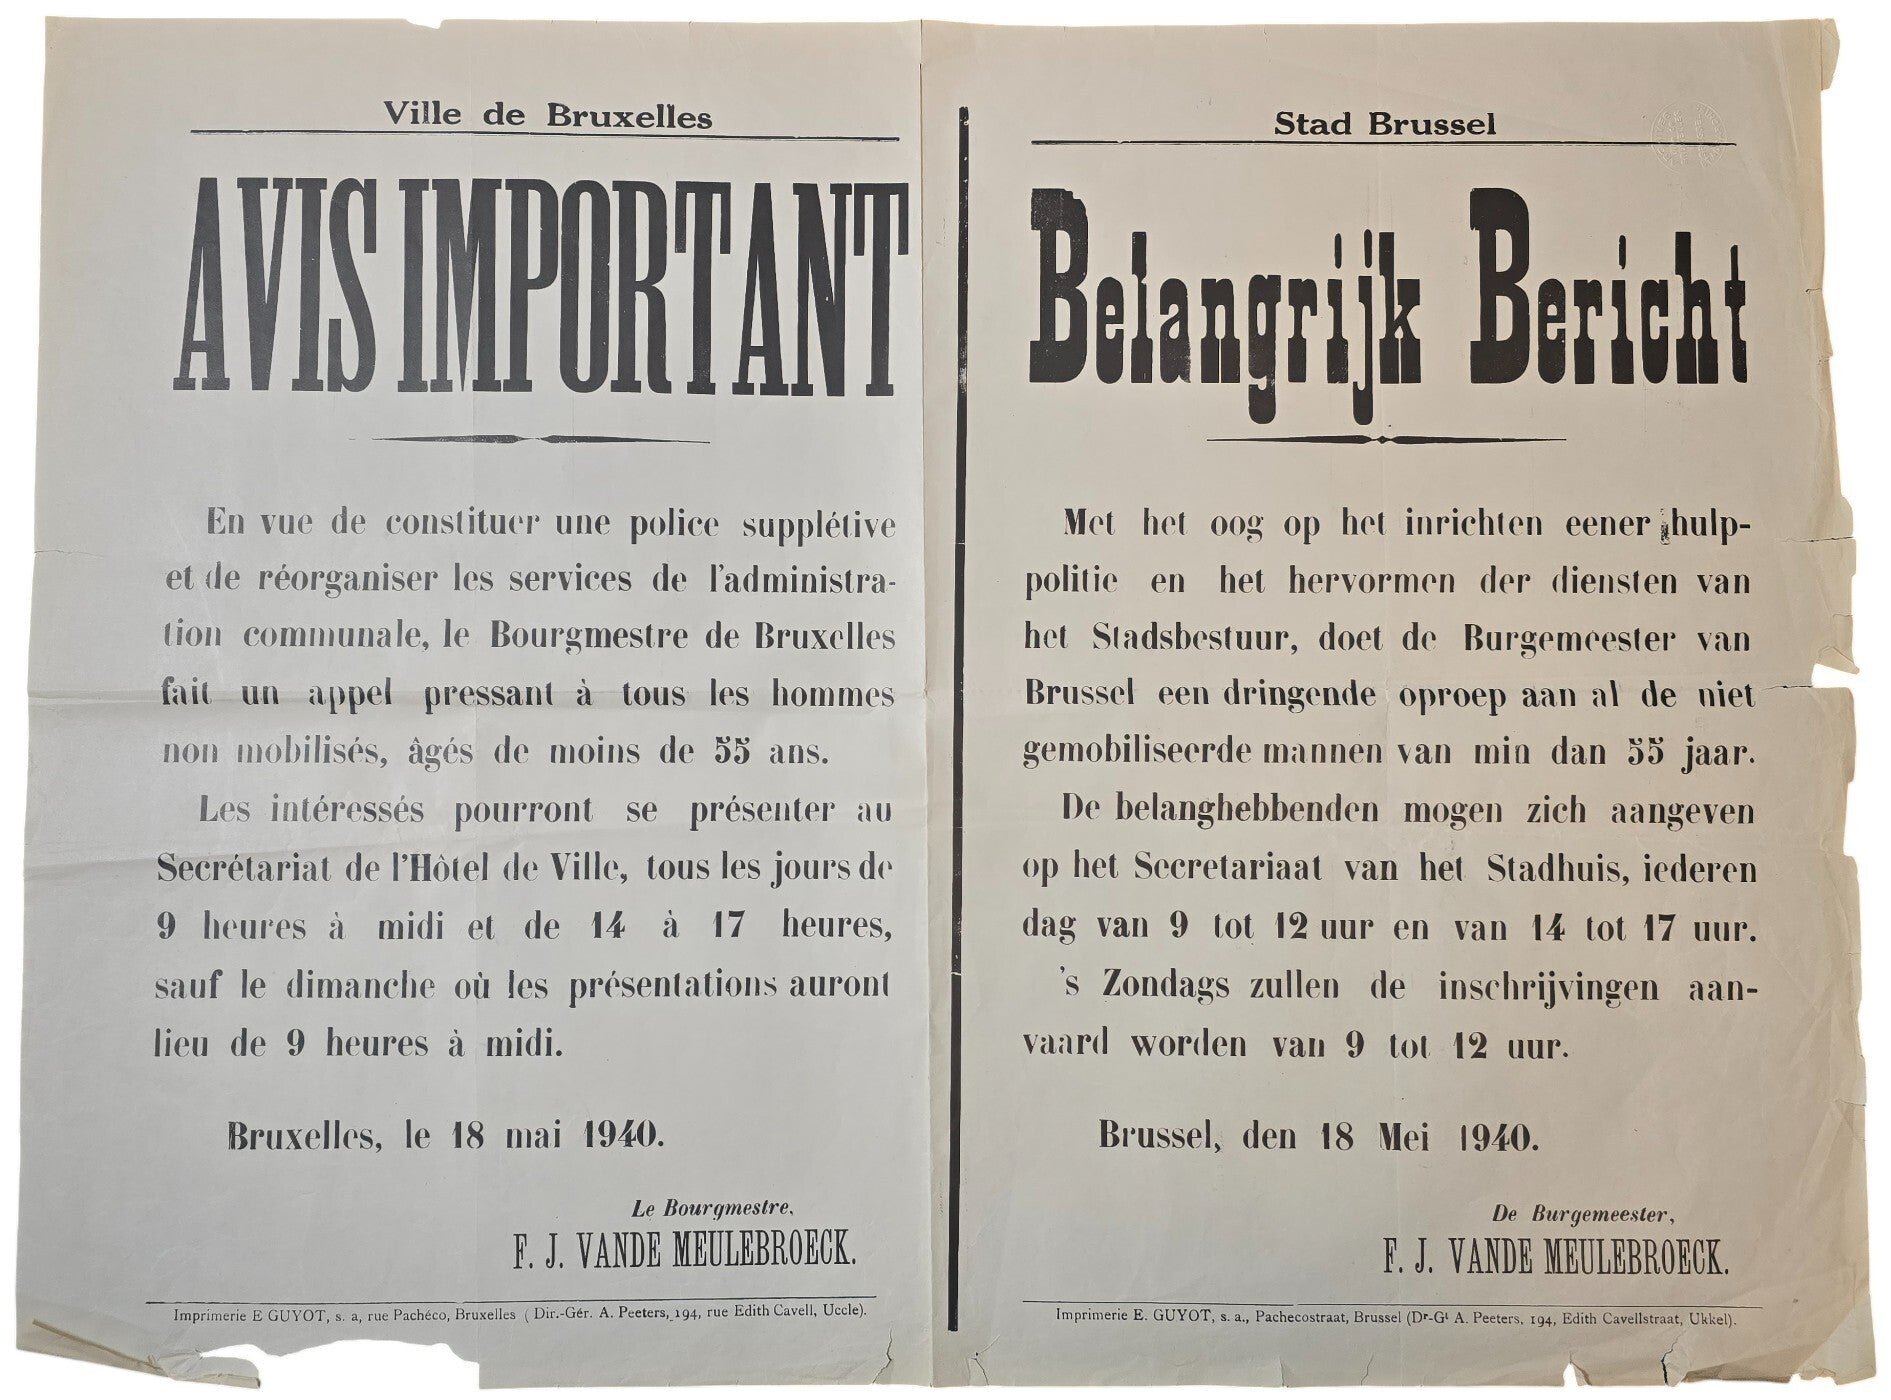 Ville de Bruxelles
AVIS IMPORTANT
En vue de constituer une police supplétive
et de réorganiser les services de l'administra-
tion communale, le Bourgmestre de Bruxelles
fait un appel pressant à tous les hommes
non mobilisés, âgés de moins de 55 ans.
Les intéressés pourront se présenter au
Secrétariat de l'Hôtel de Ville, tous les jours de
9 heures à midi et de 14 à 17 heures,
sauf le dimanche où les présentations auront
lieu de 9 heures à midi.
Bruxelles, le 18 mai 1940.
Le Bourgmestre,
F. J. VANDE MEULEBROECK.
Imprimerie E GUYOT, s. a, rue Pachéco, Bruxelles ( Dir.-Gér. A. Peeters, 194, rue Edith Cavell, Uccle).
Stad Brussel
Belangrijk Bericht
Met het oog op het inrichten eener hulp-
politie en het hervormen der diensten van
het Stadsbestuur, doet de Burgemeester van
Brussel een dringende oproep aan al de niet
gemobiliseerde mannen van min dan 55 jaar.
De belanghebbenden mogen zich aangeven
op het Secretariaat van het Stadhuis, iederen
dag van 9 tot 12 uur en van 14 tot 17 uur.
's Zondags zullen de inschrijvingen aan-
vaard worden van 9 tot 12 uur.
Brussel, den 18 Mei 1940.
De Burgemeester,
F. J. VANDE MEULEBROECK.
Imprimerie E. GUYOT, s. a., Pachecostraat, Brussel (Dr-Gt A. Peeters, 194, Edith Cavellstraat, Ukkel).